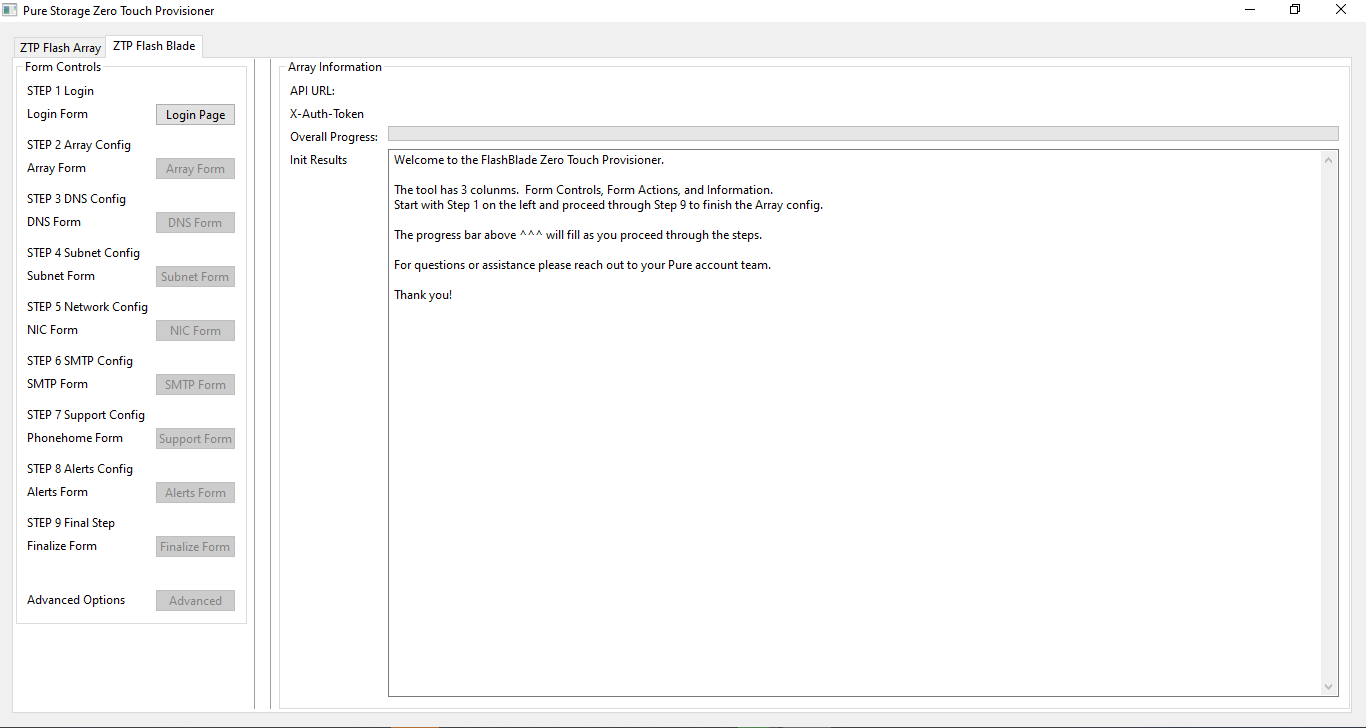 Pure Storage Zero Touch Provisioner
ZTP Flash Array
ZTP Flash Blade
Form Controls
STEP 1 Login
Login Form
Login Page
STEP 2 Array Config
Array Form
Array Form
STEP 3 DNS Config
DNS Form
DNS Form
STEP 4 Subnet Config
Subnet Form
Subnet Form
STEP 5 Network Config
NIC Form
NIC Form
STEP 6 SMTP Config
SMTP Form
SMTP Form
STEP 7 Support Config
Phonehome Form
Support Form
STEP 8 Alerts Config
Alerts Form
Alerts Form
STEP 9 Final Step
Finalize Form
Finalize Form
Advanced Options
Advanced
Array Information
API URL:
X-Auth-Token
Overall Progress:
Init Results
Welcome to the FlashBlade Zero Touch Provisioner.
The tool has 3 colunms.  Form Controls, Form Actions, and Information.
Start with Step 1 on the left and proceed through Step 9 to finish the Array config.
The progress bar above ^^^ will fill as you proceed through the steps.
For questions or assistance please reach out to your Pure account team.
Thank you!